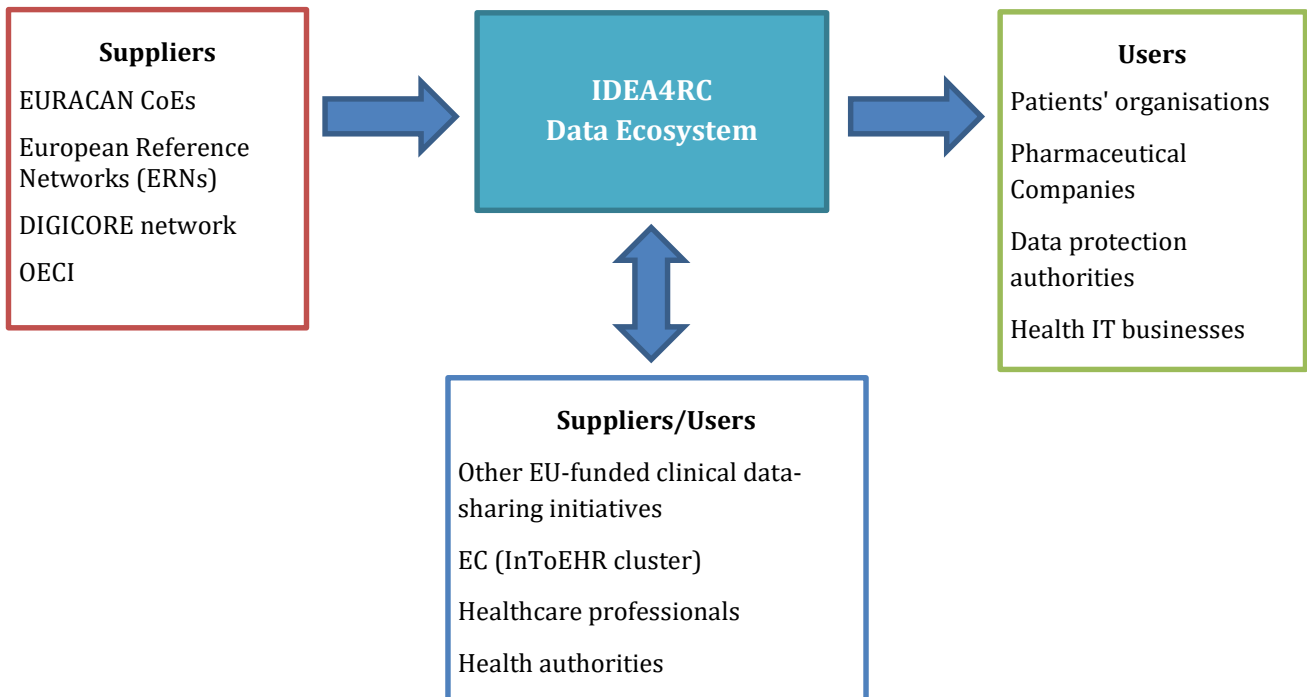 Suppliers
EURACAN CoEs
European Reference
Networks (ERNs)
DIGICORE network
OECI
IDEA4RC
Data Ecosystem
Users
Patients' organisations
Pharmaceutical
Companies
Data protection
authorities
Health IT businesses
Suppliers/Users
Other EU-funded clinical data-
sharing initiatives
EC (InToEHR cluster)
Healthcare professionals
Health authorities